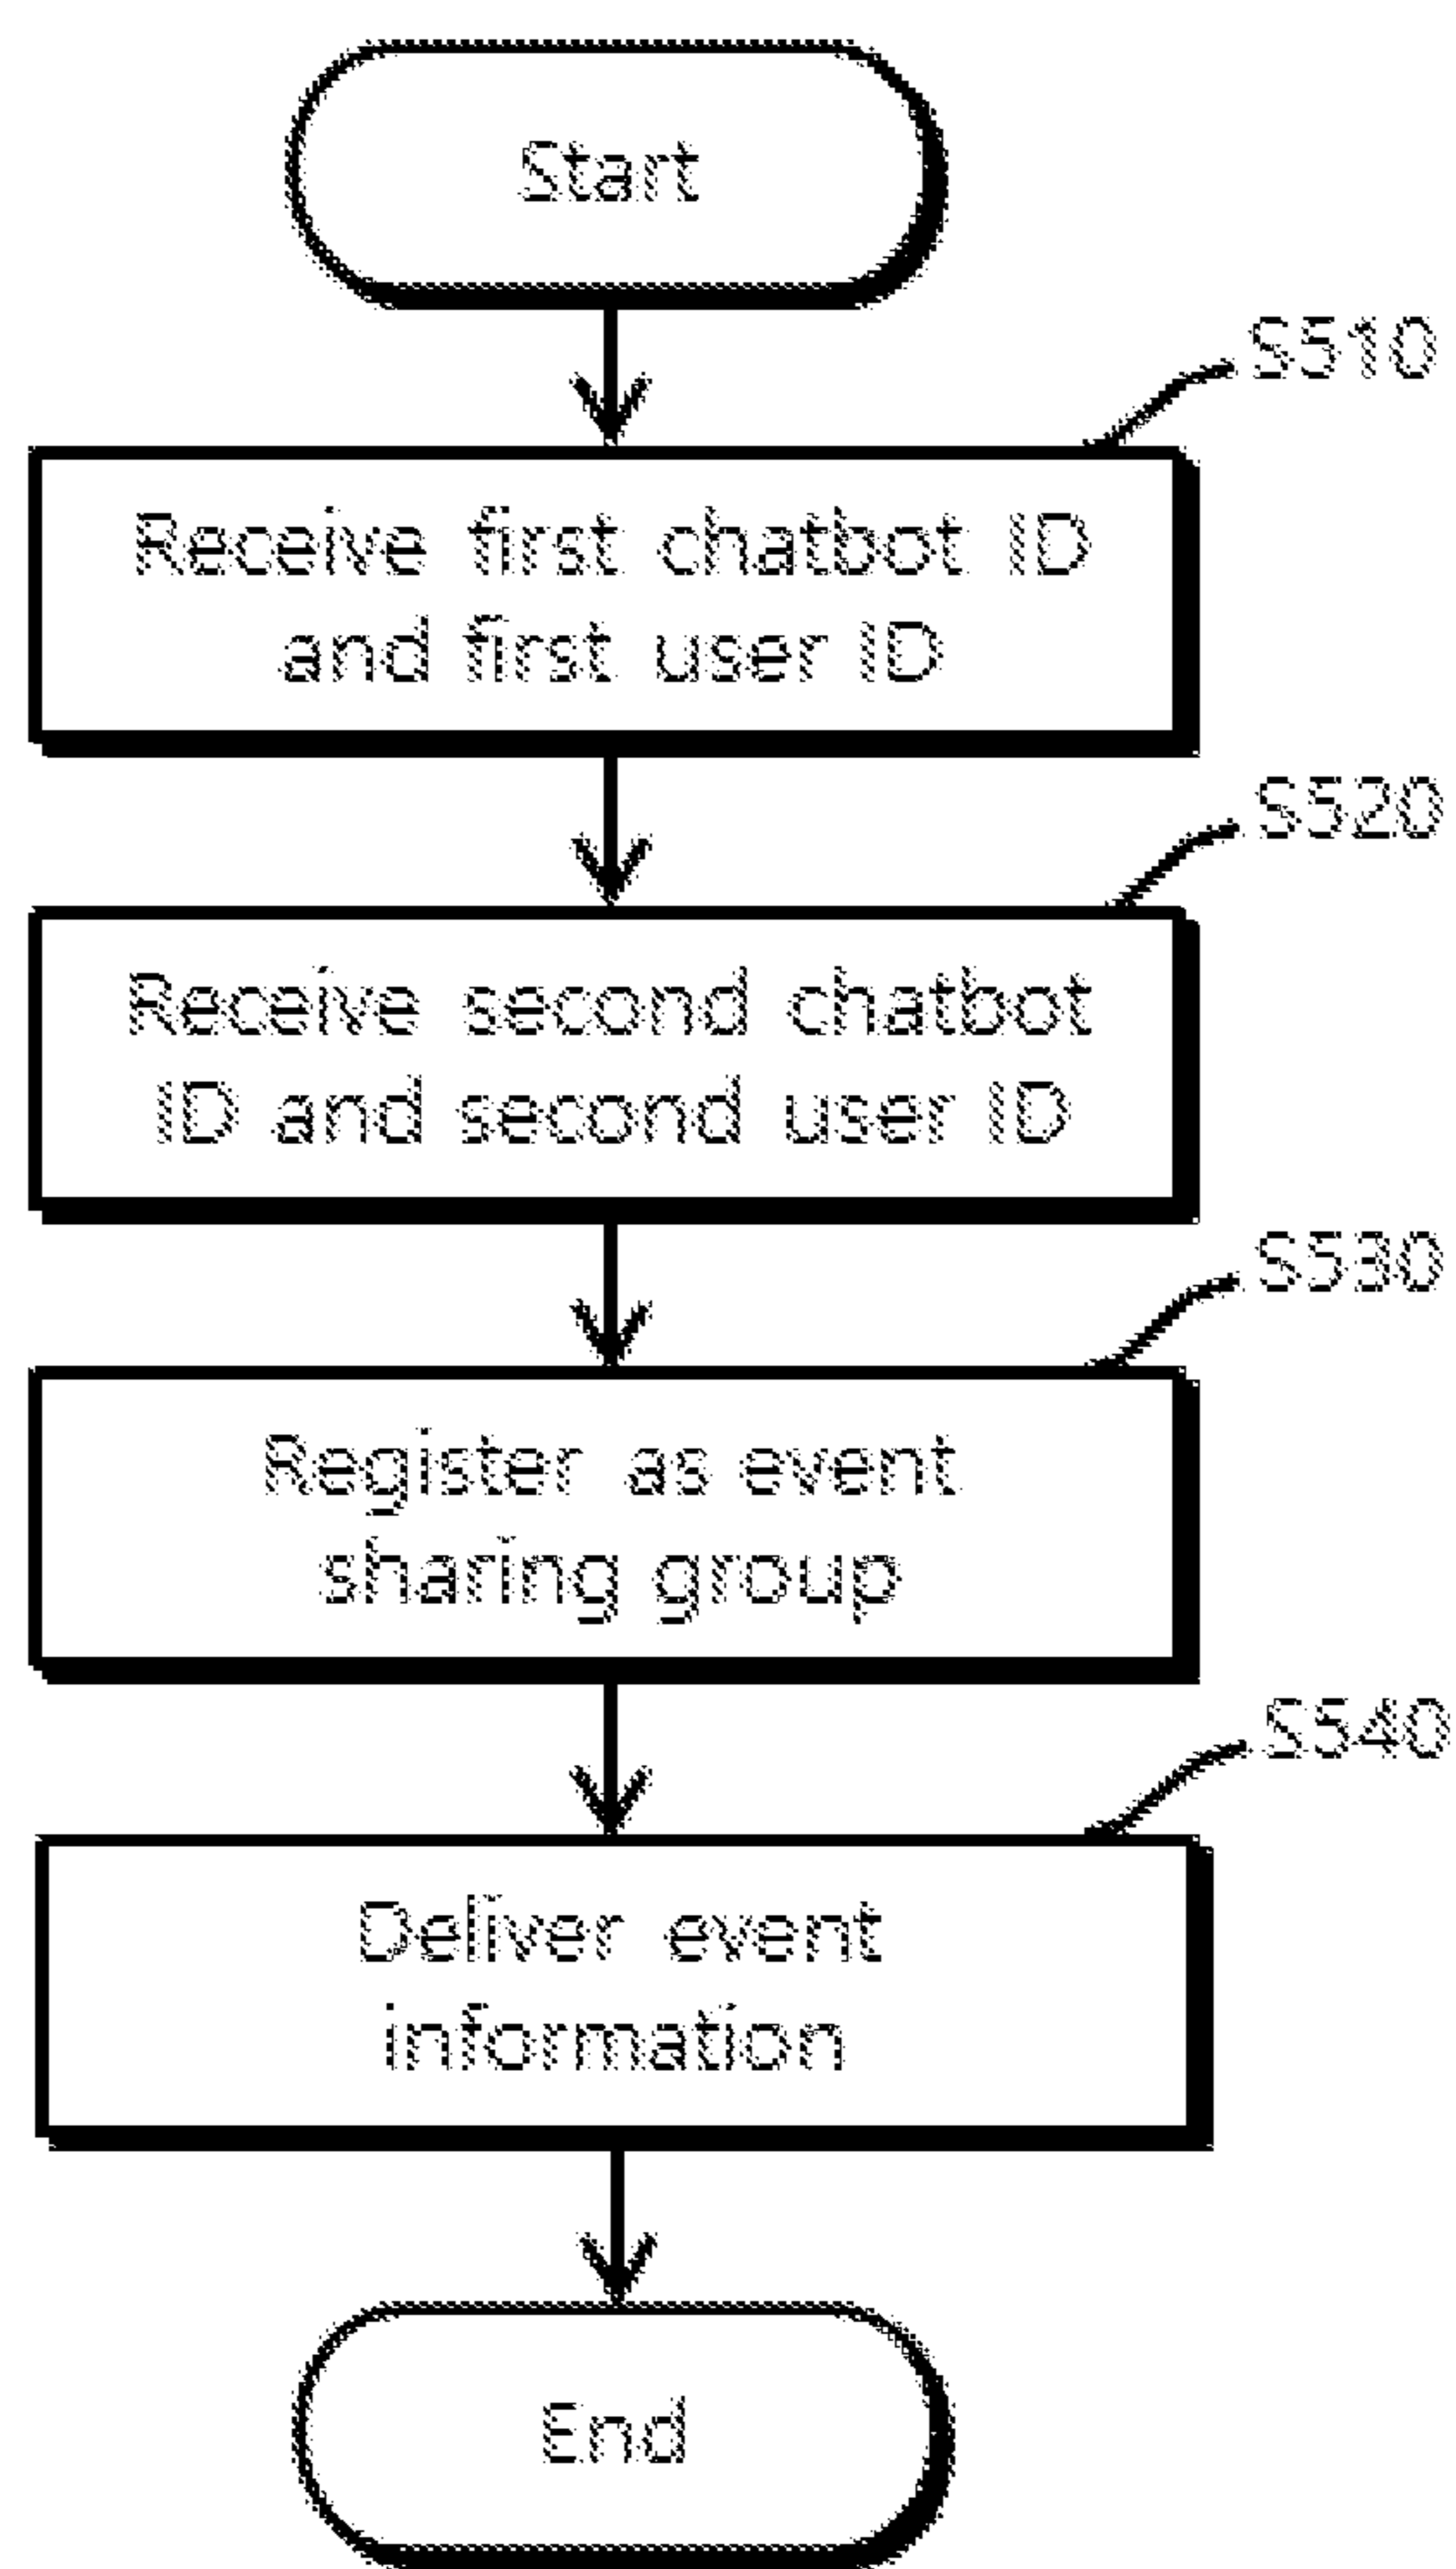 Start
S510
Receive first chatbot ID
and first user ID
S520
Receive second chatbot
ID and second user ID
S530
Register as event
sharing group
S540
Deliver event
information
End